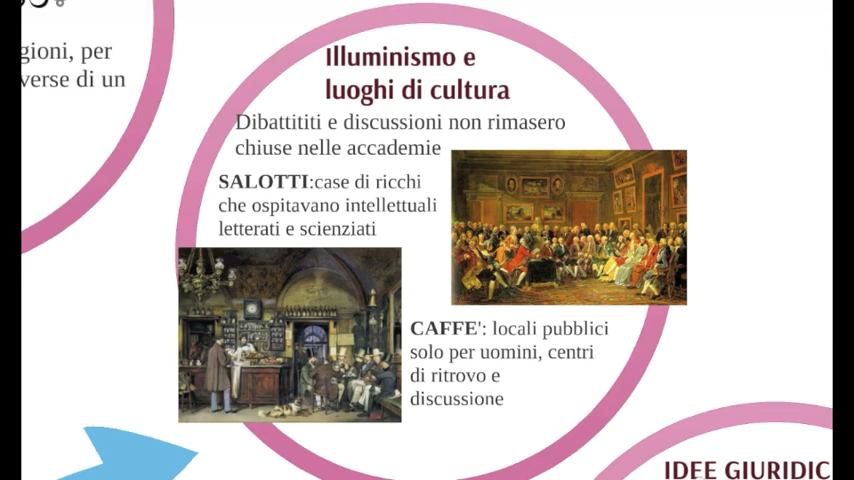 gioni, per
verse di un
Illuminismo e
luoghi di cultura
Dibattititi e discussioni non rimasero
chiuse nelle accademie
SALOTTI:case di ricchi
che ospitavano intellettuali
letterati e scienziati
CAFFE': locali pubblici
solo per uomini, centri
di ritrovo e
discussione
IDEE GIURIDIC